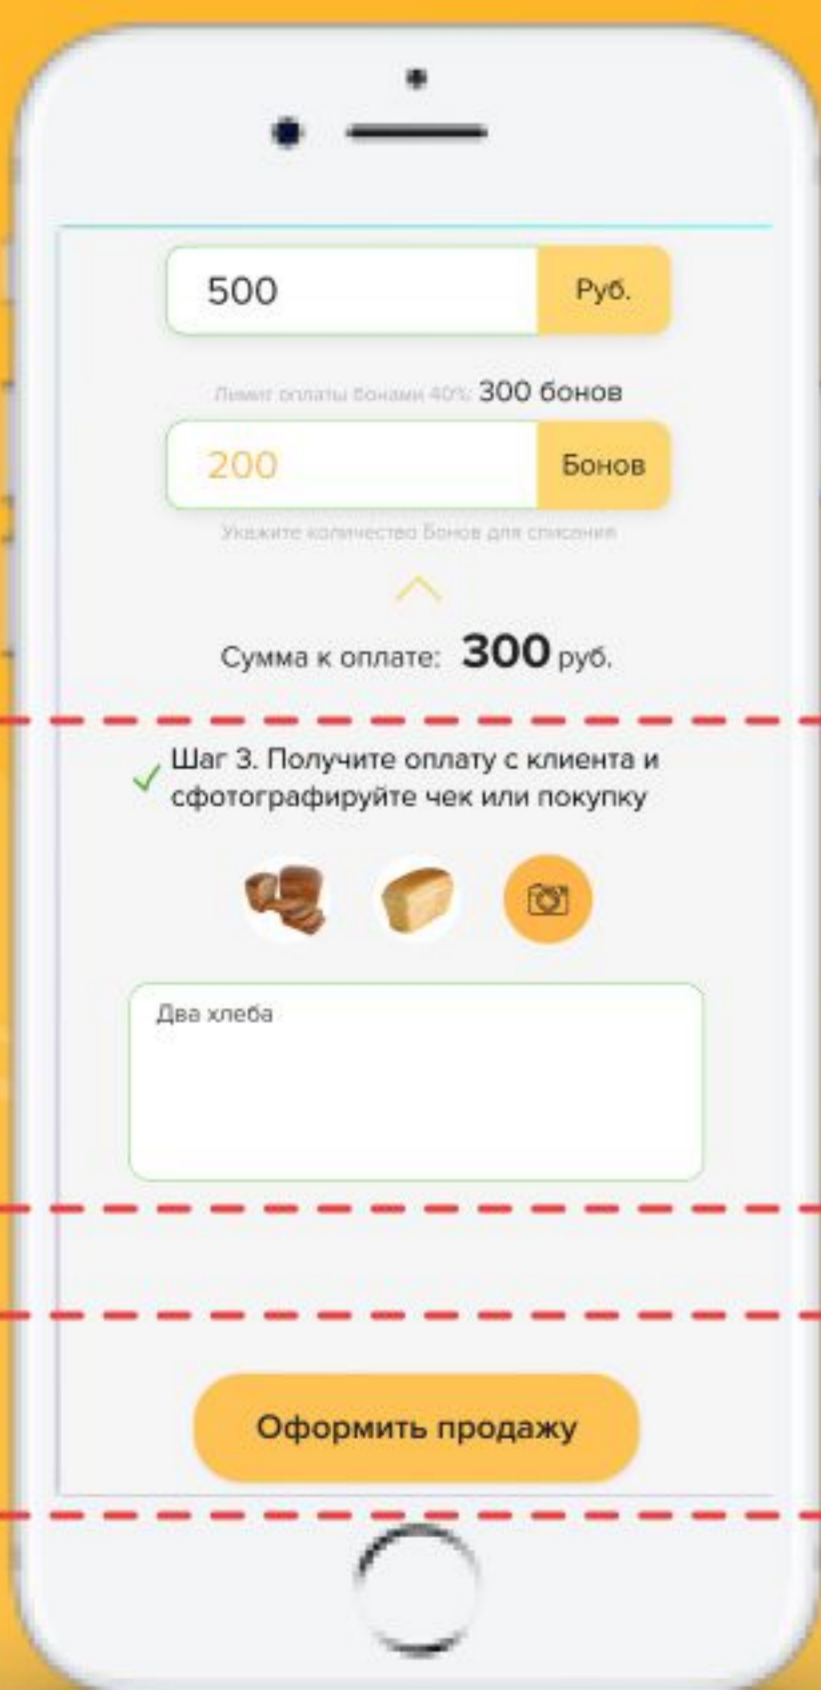 500
Руб.
Лимит оплаты бонами 40%: 300 бонов
200
Бонов
Укажите количество Бонов для списания
Сумма к оплате: 300 руб.
Шаг 3. Получите оплату с клиента и
сфотографируйте чек или покупку
Два хлеба
Оформить продажу